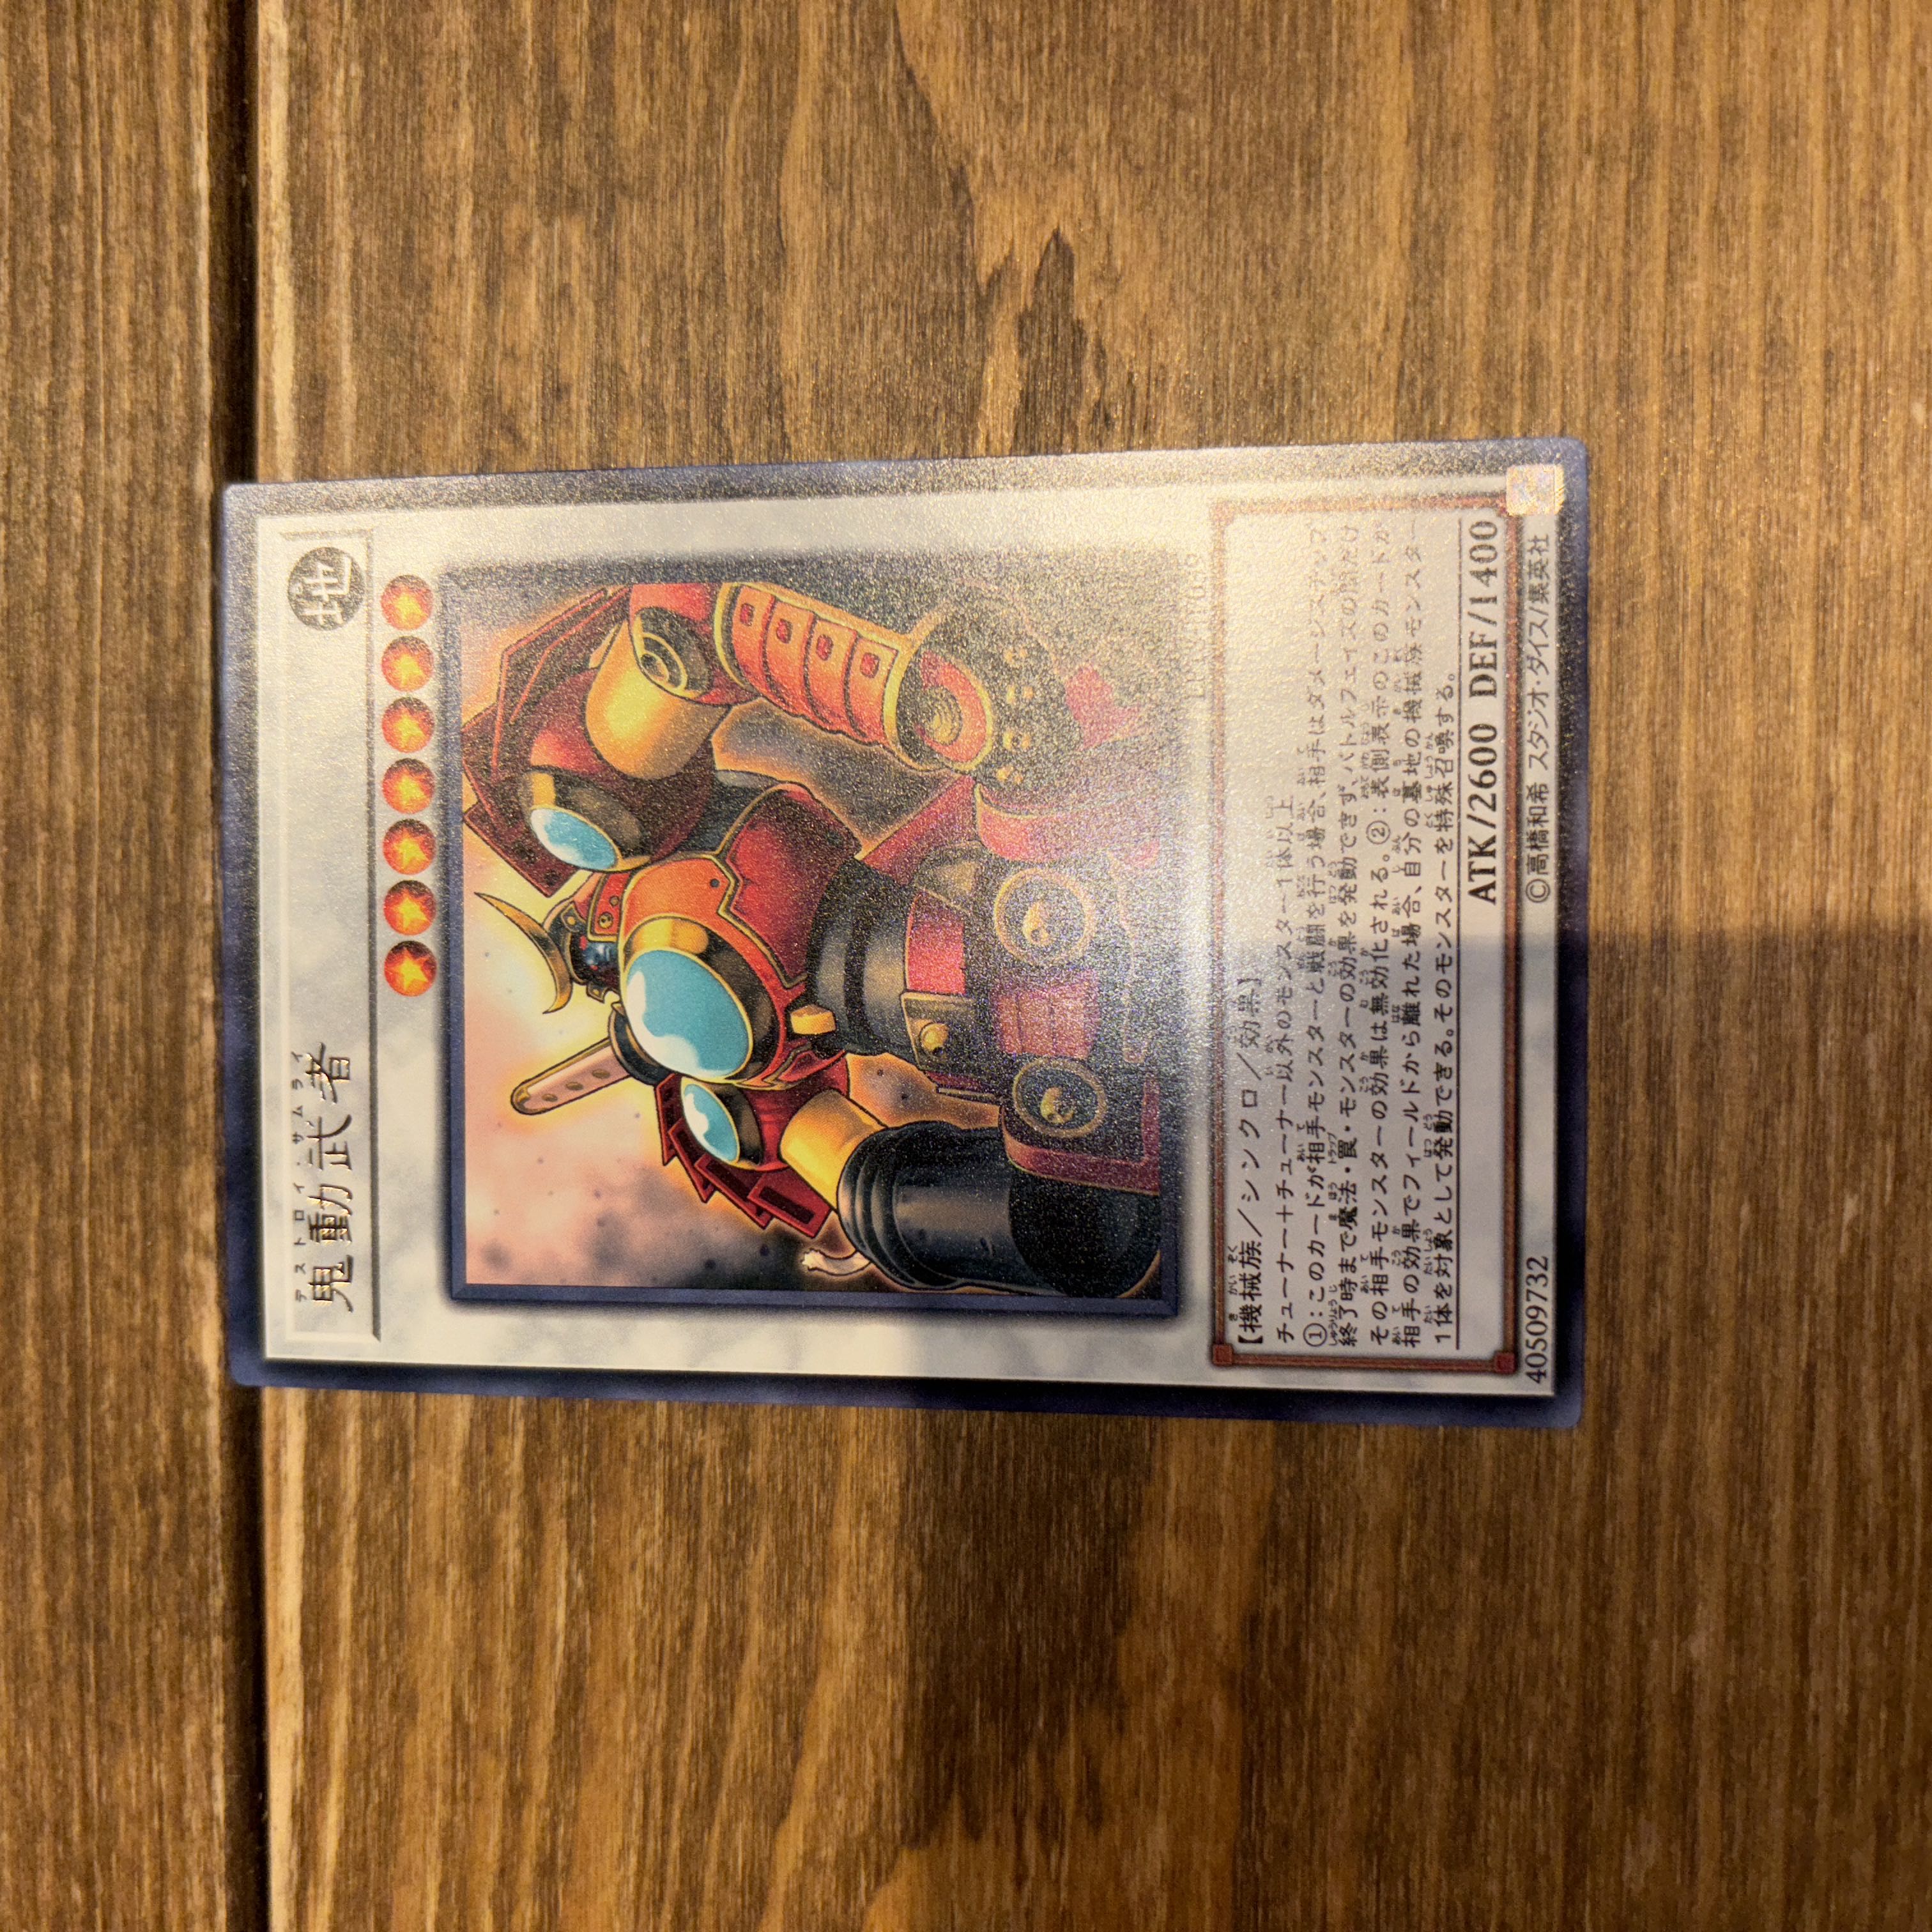 デストロイ・サムライ
鬼動武者
地
【機械族／シンクロ／効果】
チューナー＋チューナー以外のモンスター1体以上
①：このカードが相手モンスターと戦闘を行う場合、相手はダメージステップ
終了時まで魔法・罠・モンスターの効果を発動できず、バトルフェイズの間だけ
その相手モンスターの効果は無効化される。②：表側表示のこのカードが
相手の効果でフィールドから離れた場合、自分の墓地の機械族モンスター
1体を対象として発動できる。そのモンスターを特殊召喚する。
ATK/2600 DEF/1400
40509732 ©高橋和希 スタジオ・ダイス/集英社